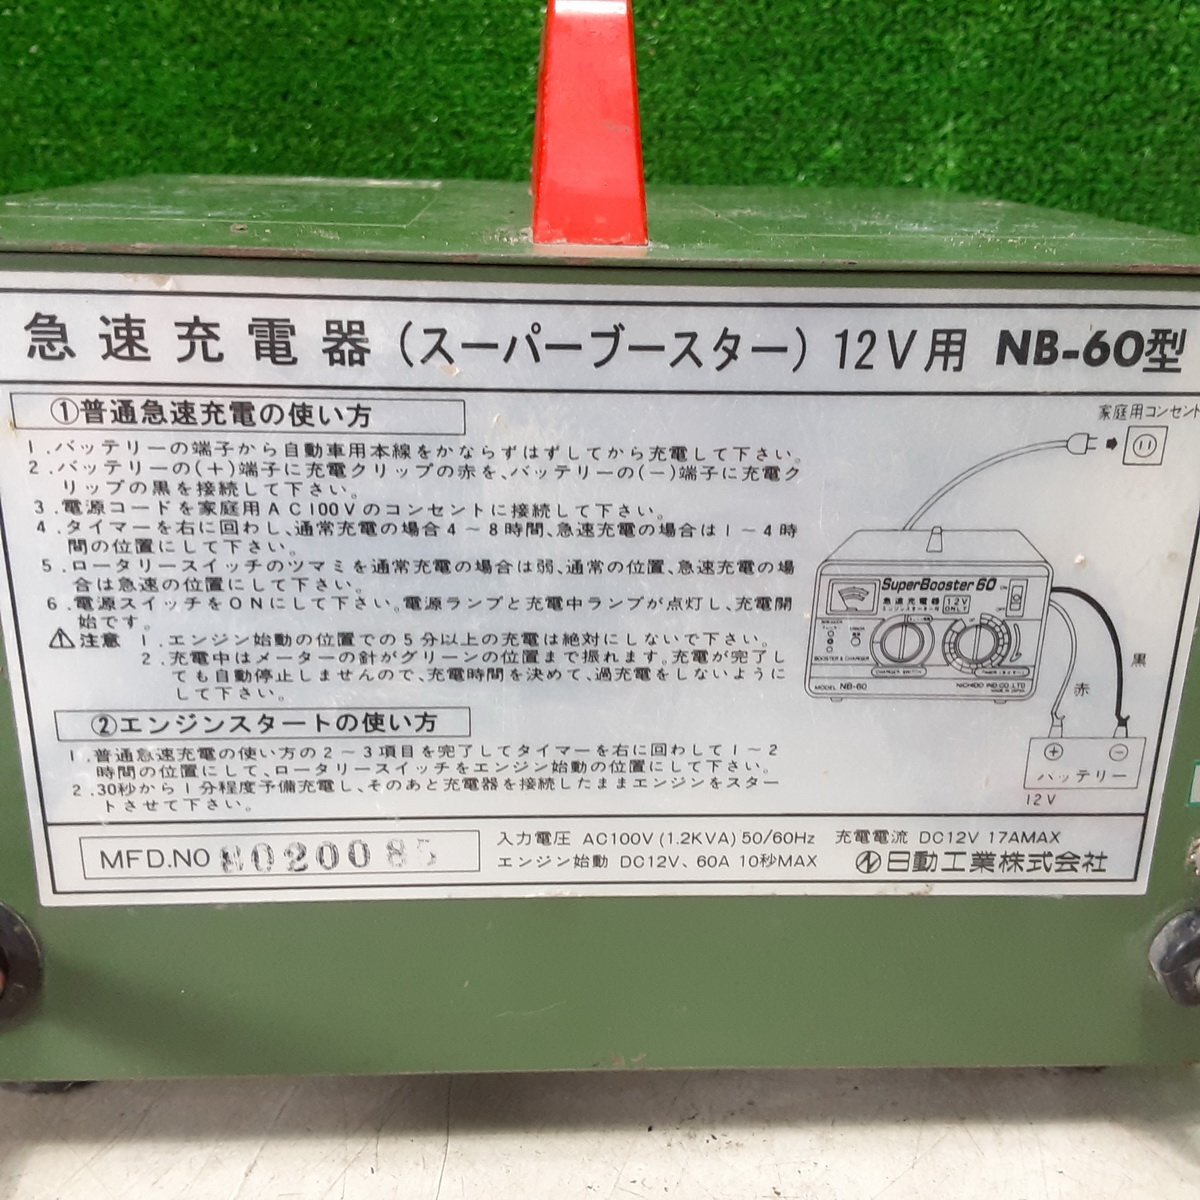 急速充電器(スーパーブースター)12V用 NB-60型
①普通急速充電の使い方
1.バッテリーの端子から自動車用本線をかならずはずしてから充電して下さい。
2.バッテリーの(+)端子に充電クリップの赤を、バッテリーの(-)端子に充電ク
リップの黒を接続して下さい。
3.電源コードを家庭用AC100Vのコンセントに接続して下さい。
4.タイマーを右に回わし、通常充電の場合4~8時間、急速充電の場合は1~4時
間の位置にして下さい。
5.ロータリースイッチのツマミを通常充電の場合は弱、通常の位置、急速充電の場
合は急速の位置にして下さい。
6.電源スイッチをONにして下さい。電源ランプと充電中ランプが点灯し、充電開
始です。
⚠注意 1.エンジン始動の位置での5分以上の充電は絶対にしないで下さい。
2.充電中はメーターの針がグリーンの位置まで振れます。充電が完了し
ても自動停止しませんので、充電時間を決めて、過充電をしないように
して下さい。
②エンジンスタートの使い方
1.普通急速充電の使い方の2~3項目を完了してタイマーを右に回わして1~2
時間の位置にして、ロータリースイッチをエンジン始動の位置にして下さい。
2.30秒から1分程度予備充電し、そのあと充電器を接続したままエンジンをスター
トさせて下さい。
家庭用コンセント
SuperBooster 60
急速充電器 12V ONLY
BOOSTER & CHARGER
CHARGER SWITCH
MODEL NB-60
NICHIDO IND.CO.,LTD
MADE IN JAPAN
黒
赤
+ -
バッテリー
12V
MFD.NO 8020085
入力電圧 AC100V(1.2KVA)50/60Hz 充電電流 DC12V 17AMAX
エンジン始動 DC12V、60A 10秒MAX
日動工業株式会社